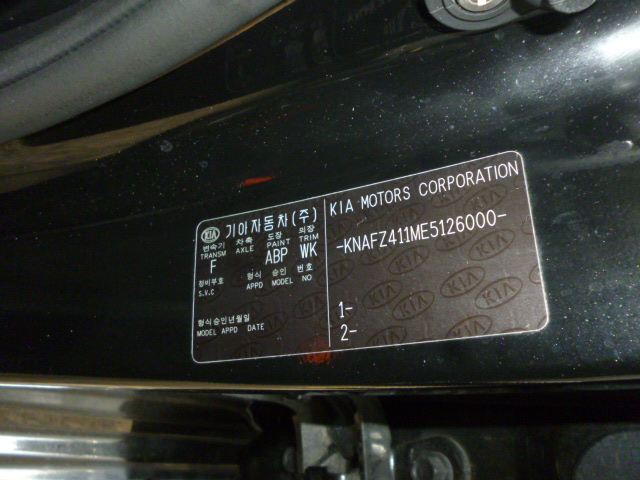 KIA 기아자동차(주)
변속기 차축 도장 외장
TRANSM AXLE PAINT TRIM
F ABP WK
정비부호 형식 승인 번호
S.V.C APPD MODEL NO
형식승인년월일
MODEL APPD DATE
KIA MOTORS CORPORATION
-KNAFZ411ME5126000-
1-
2-